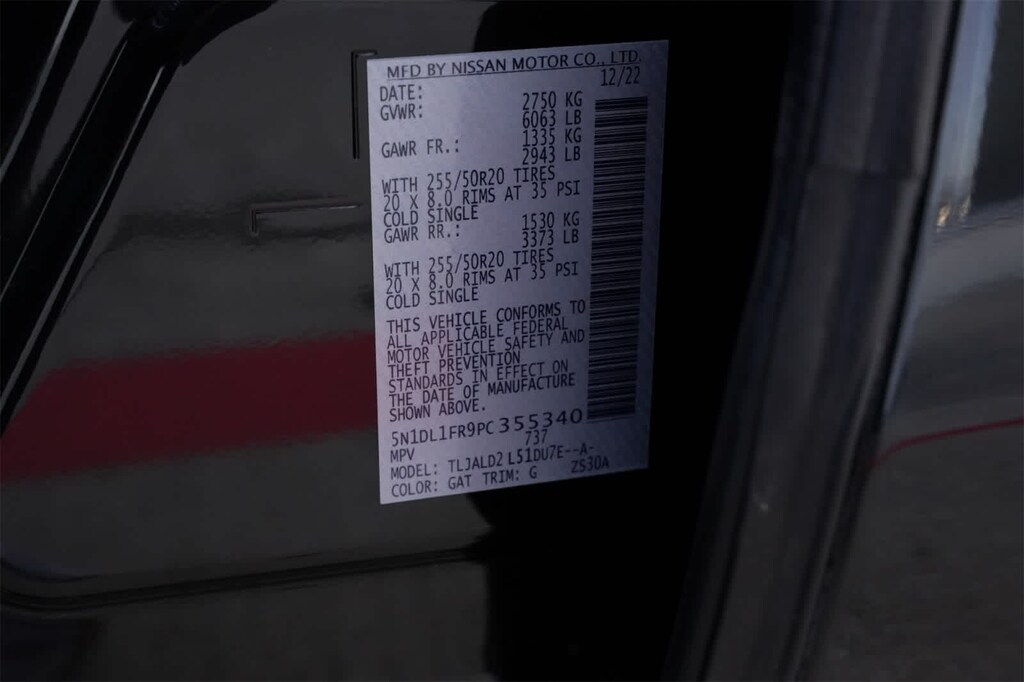 MFD BY NISSAN MOTOR CO., LTD.
DATE: 12/22
GVWR: 2750 KG
6063 LB
GAWR FR.: 1335 KG
2943 LB
WITH 255/50R20 TIRES
20 X 8.0 RIMS AT 35 PSI
COLD SINGLE
GAWR RR.: 1530 KG
3373 LB
WITH 255/50R20 TIRES
20 X 8.0 RIMS AT 35 PSI
COLD SINGLE
THIS VEHICLE CONFORMS TO
ALL APPLICABLE FEDERAL
MOTOR VEHICLE SAFETY AND
THEFT PREVENTION
STANDARDS IN EFFECT ON
THE DATE OF MANUFACTURE
SHOWN ABOVE.
5N1DL1FR9PC355340
MPV 737
MODEL: TLJALD2 L51DU7E--A-
COLOR: GAT TRIM: G ZS30A